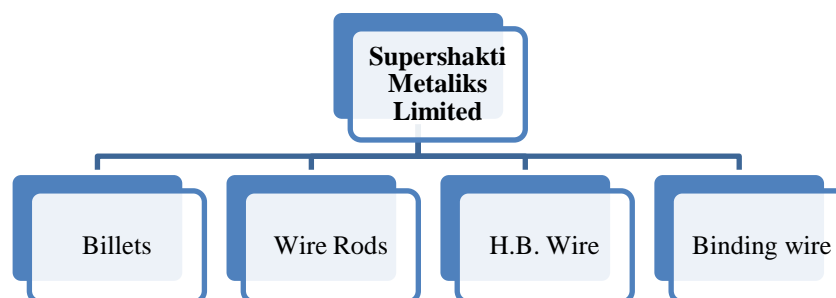 Supershakti
Metaliks
Limited
Billets
Wire Rods
H.B. Wire
Binding wire